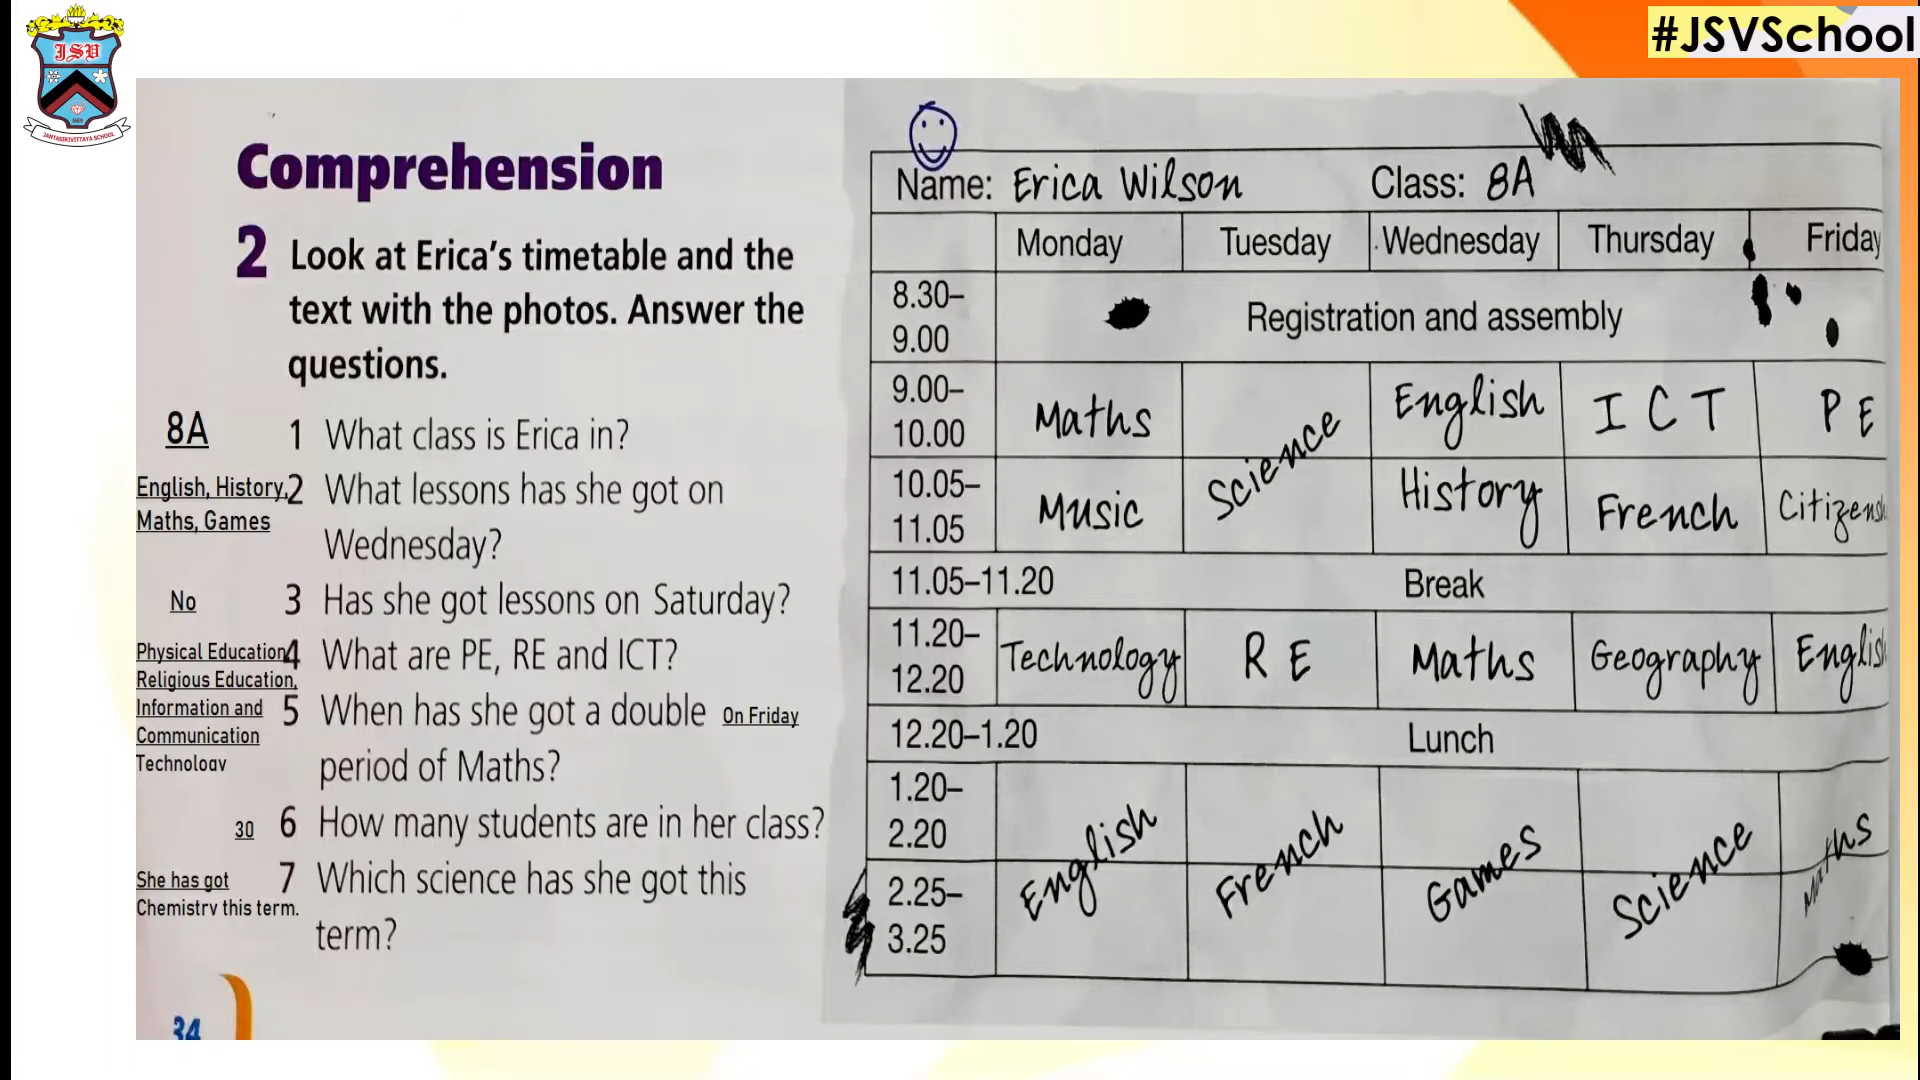 #JSVSchool
JSV
JANTASIRIVITTAYA SCHOOL
Comprehension
2 Look at Erica's timetable and the
text with the photos. Answer the
questions.
8A
1 What class is Erica in?
English, History,
Maths, Games
2 What lessons has she got on
Wednesday?
No
3 Has she got lessons on Saturday?
Physical Education
Religious Education,
Information and
Communication
Technology
4 What are PE, RE and ICT?
5 When has she got a double On Friday
period of Maths?
30
6 How many students are in her class?
She has got
Chemistry this term.
7 Which science has she got this
term?
34
Name: Erica Wilson Class: 8A
Monday Tuesday Wednesday Thursday Friday
8.30–
9.00
Registration and assembly
9.00–
10.00
Maths Science English ICT PE
10.05–
11.05
Music History French Citizensh
11.05–11.20 Break
11.20–
12.20
Technology RE Maths Geography Englis
12.20–1.20 Lunch
1.20–
2.20
2.25–
3.25
English French Games Science Maths